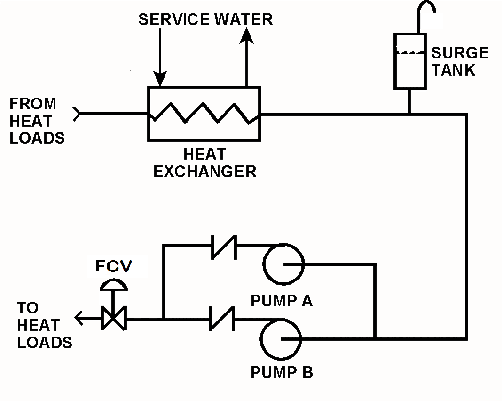 SERVICE WATER
SURGE
TANK
FROM
HEAT
LOADS
HEAT
EXCHANGER
FCV
PUMP A
TO
HEAT
LOADS
PUMP B